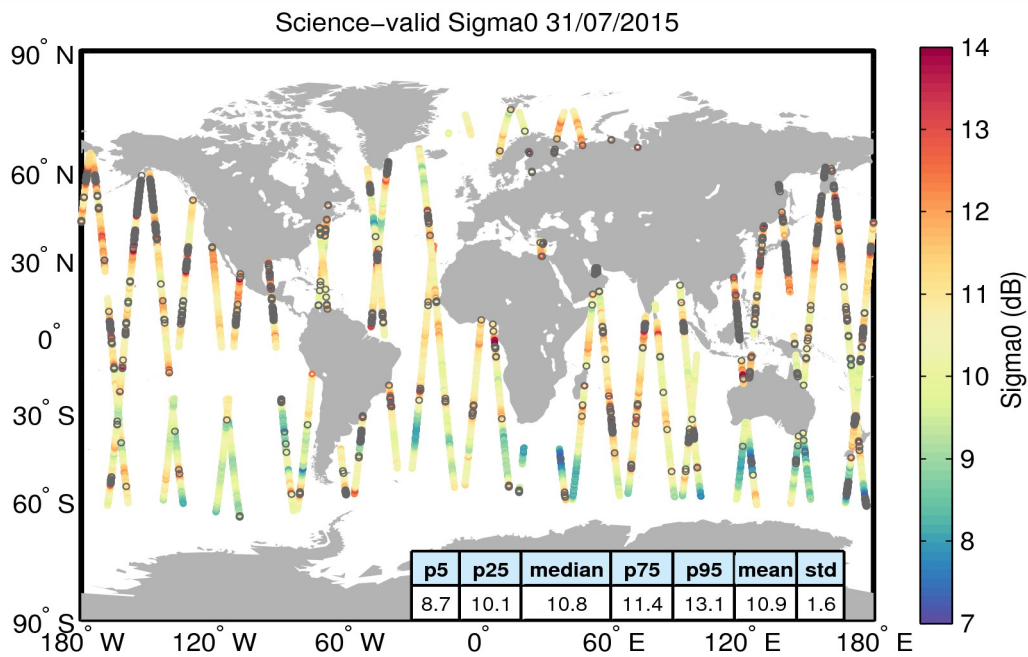 Science−valid Sigma0 31/07/2015
90° N
60° N
30° N
0°
30° S
60° S
90° S
180° W
120° W
60° W
0°
60° E
120° E
180° E
p5 p25 median p75 p95 mean std
8.7 10.1 10.8 11.4 13.1 10.9 1.6
14
13
12
11
10
9
8
7
Sigma0 (dB)